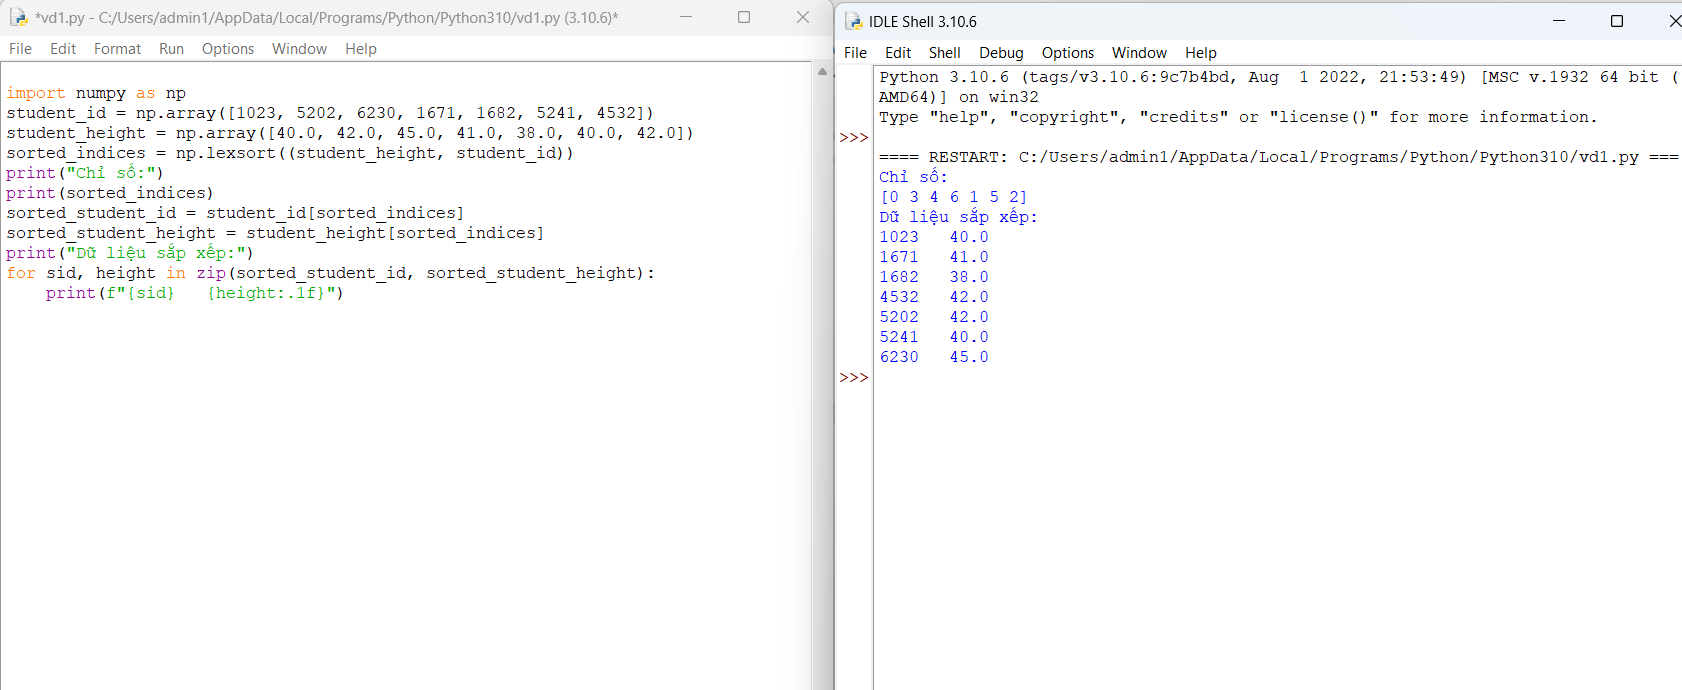 *vd1.py - C:/Users/admin1/AppData/Local/Programs/Python/Python310/vd1.py (3.10.6)*
File Edit Format Run Options Window Help
import numpy as np
student_id = np.array([1023, 5202, 6230, 1671, 1682, 5241, 4532])
student_height = np.array([40.0, 42.0, 45.0, 41.0, 38.0, 40.0, 42.0])
sorted_indices = np.lexsort((student_height, student_id))
print("Chỉ số:")
print(sorted_indices)
sorted_student_id = student_id[sorted_indices]
sorted_student_height = student_height[sorted_indices]
print("Dữ liệu sắp xếp:")
for sid, height in zip(sorted_student_id, sorted_student_height):
    print(f"{sid}   {height:.1f}")
IDLE Shell 3.10.6
File Edit Shell Debug Options Window Help
Python 3.10.6 (tags/v3.10.6:9c7b4bd, Aug  1 2022, 21:53:49) [MSC v.1932 64 bit (
AMD64)] on win32
Type "help", "copyright", "credits" or "license()" for more information.
>>>
==== RESTART: C:/Users/admin1/AppData/Local/Programs/Python/Python310/vd1.py ===
Chỉ số:
[0 3 4 6 1 5 2]
Dữ liệu sắp xếp:
1023   40.0
1671   41.0
1682   38.0
4532   42.0
5202   42.0
5241   40.0
6230   45.0
>>>